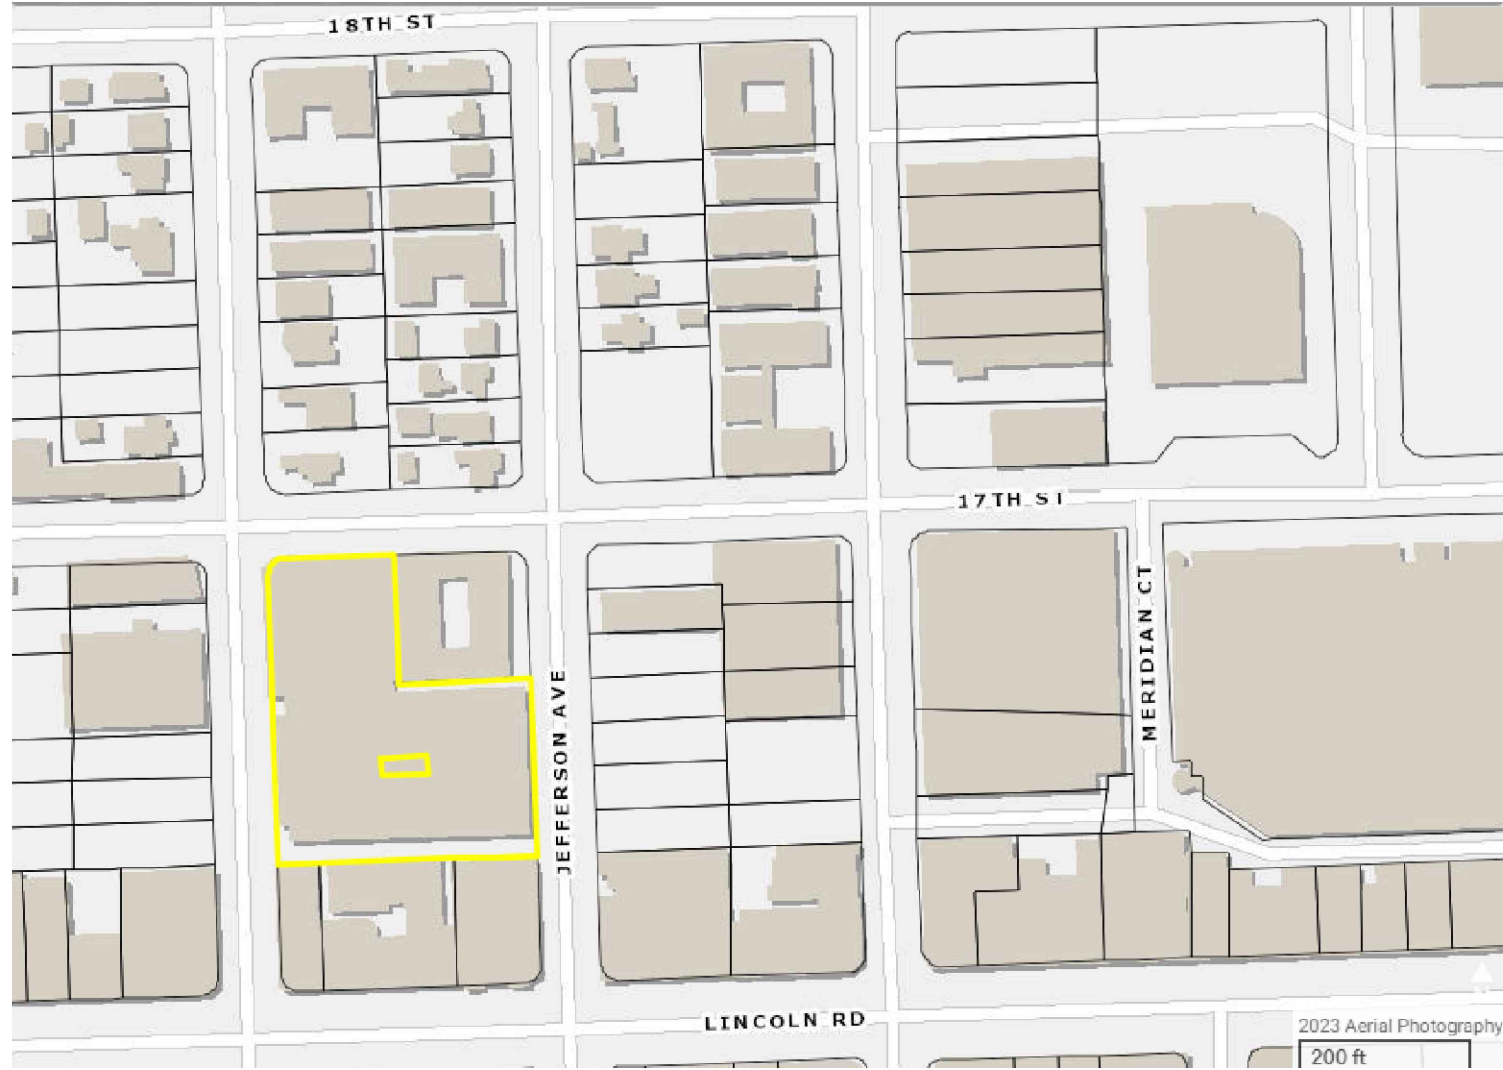 18TH ST
17TH ST
MERIDIAN CT
JEFFERSON AVE
LINCOLN RD
2023 Aerial Photography
200 ft